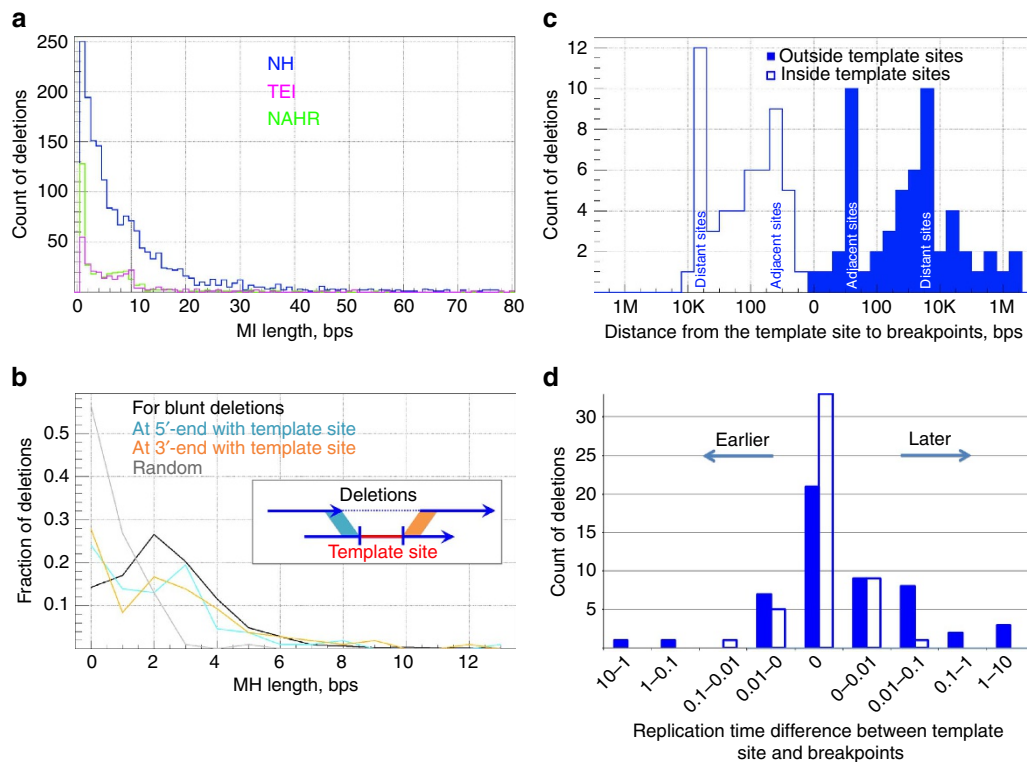 a
250
200
150
100
50
Count of deletions
NH
TEI
NAHR
0 10 20 30 40 50 60 70 80
MI length, bps
b
0.5
0.4
0.3
0.2
0.1
Fraction of deletions
For blunt deletions
At 5′-end with template site
At 3′-end with template site
Random
Deletions
Template site
0 2 4 6 8 10 12
MH length, bps
c
12
10
8
6
4
2
Count of deletions
Outside template sites
Inside template sites
Distant sites
Adjacent sites
Adjacent sites
Distant sites
1M 10K 100 0 100 10K 1M
Distance from the template site to breakpoints, bps
d
30
25
20
15
10
5
Count of deletions
Earlier
Later
10–1 1–0.1 0.1–0.01 0.01–0 0 0–0.01 0.01–0.1 0.1–1 1–10
Replication time difference between template
site and breakpoints